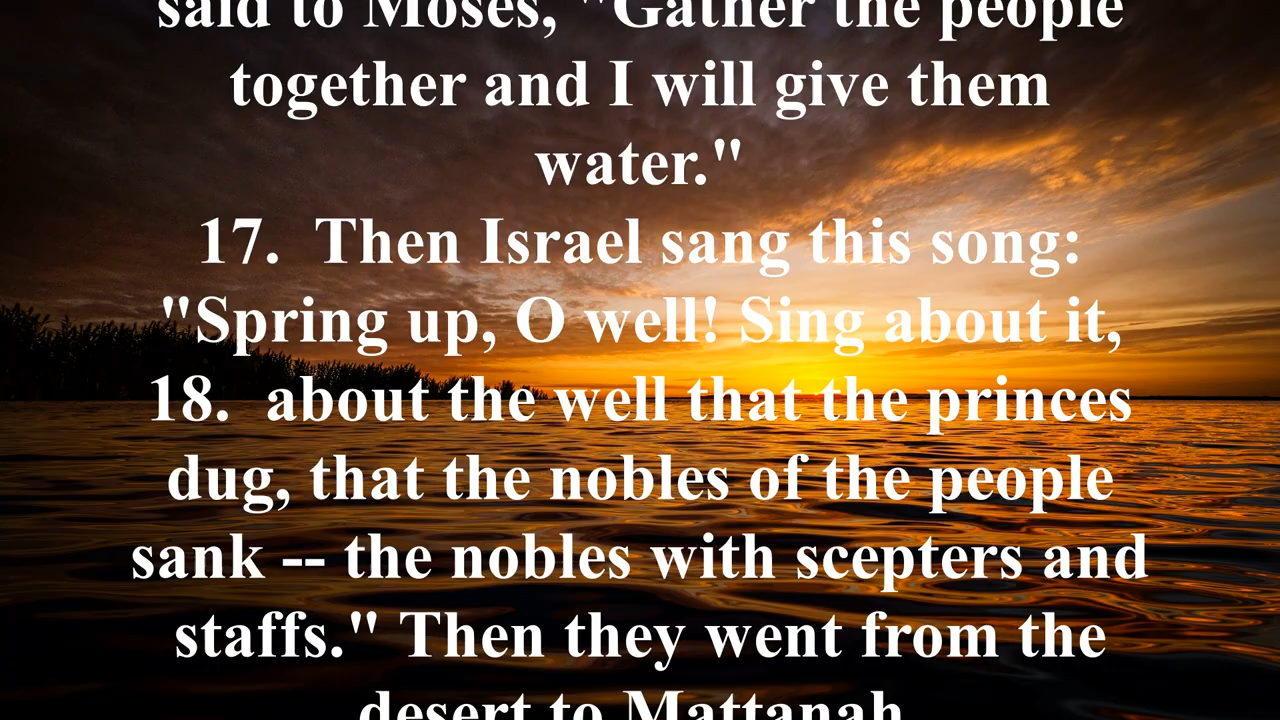 said to Moses, "Gather the people
together and I will give them
water."
17.  Then Israel sang this song:
"Spring up, O well! Sing about it,
18.  about the well that the princes
dug, that the nobles of the people
sank -- the nobles with scepters and
staffs."  Then they went from the
desert to Mattanah